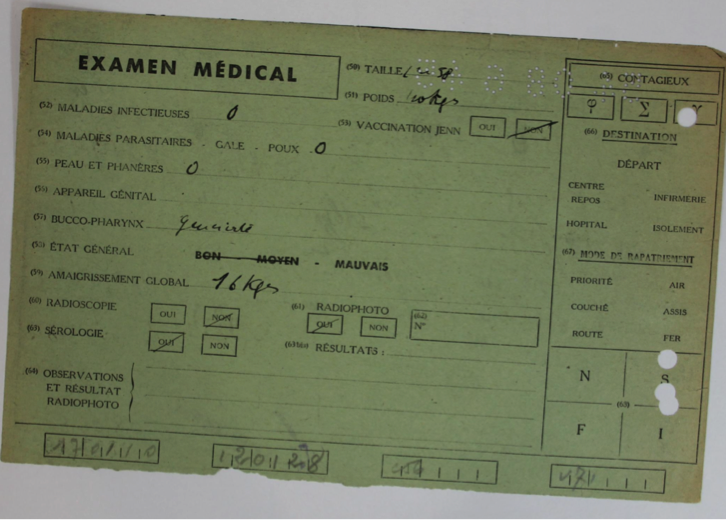 EXAMEN MÉDICAL
(50) TAILLE 1 m 58
(51) POIDS
(52) MALADIES INFECTIEUSES 0
(53) VACCINATION JENN OUI NON
(54) MALADIES PARASITAIRES - GALE - POUX 0
(55) PEAU ET PHANÈRES 0
(56) APPAREIL GÉNITAL
(57) BUCCO-PHARYNX
(58) ÉTAT GÉNÉRAL BON - MOYEN - MAUVAIS
(59) AMAIGRISSEMENT GLOBAL 16 Kgs
(60) RADIOSCOPIE OUI NON
(61) RADIOPHOTO OUI NON
(62) N°
(63) SÉROLOGIE OUI NON
(63bis) RÉSULTATS :
(64) OBSERVATIONS
ET RÉSULTAT
RADIOPHOTO
(65) CONTAGIEUX
φ Σ
(66) DESTINATION
DÉPART
CENTRE
REPOS INFIRMERIE
HOPITAL ISOLEMENT
(67) MODE DE RAPATRIEMENT
PRIORITÉ AIR
COUCHÉ ASSIS
ROUTE FER
N S
F I